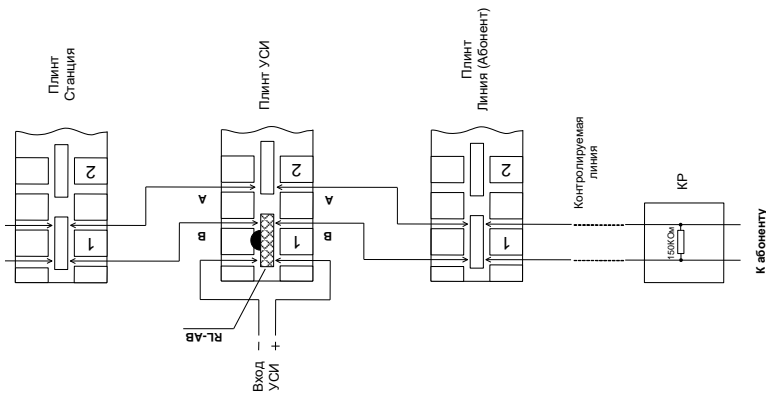 Плинт
Станция
Плинт УСИ
Плинт
Линия (Абонент)
Контролируемая
линия
КР
К абоненту
2
1
A
B
2
1
A
B
2
1
150КОм
RL-AB
Вход
УСИ
–
+